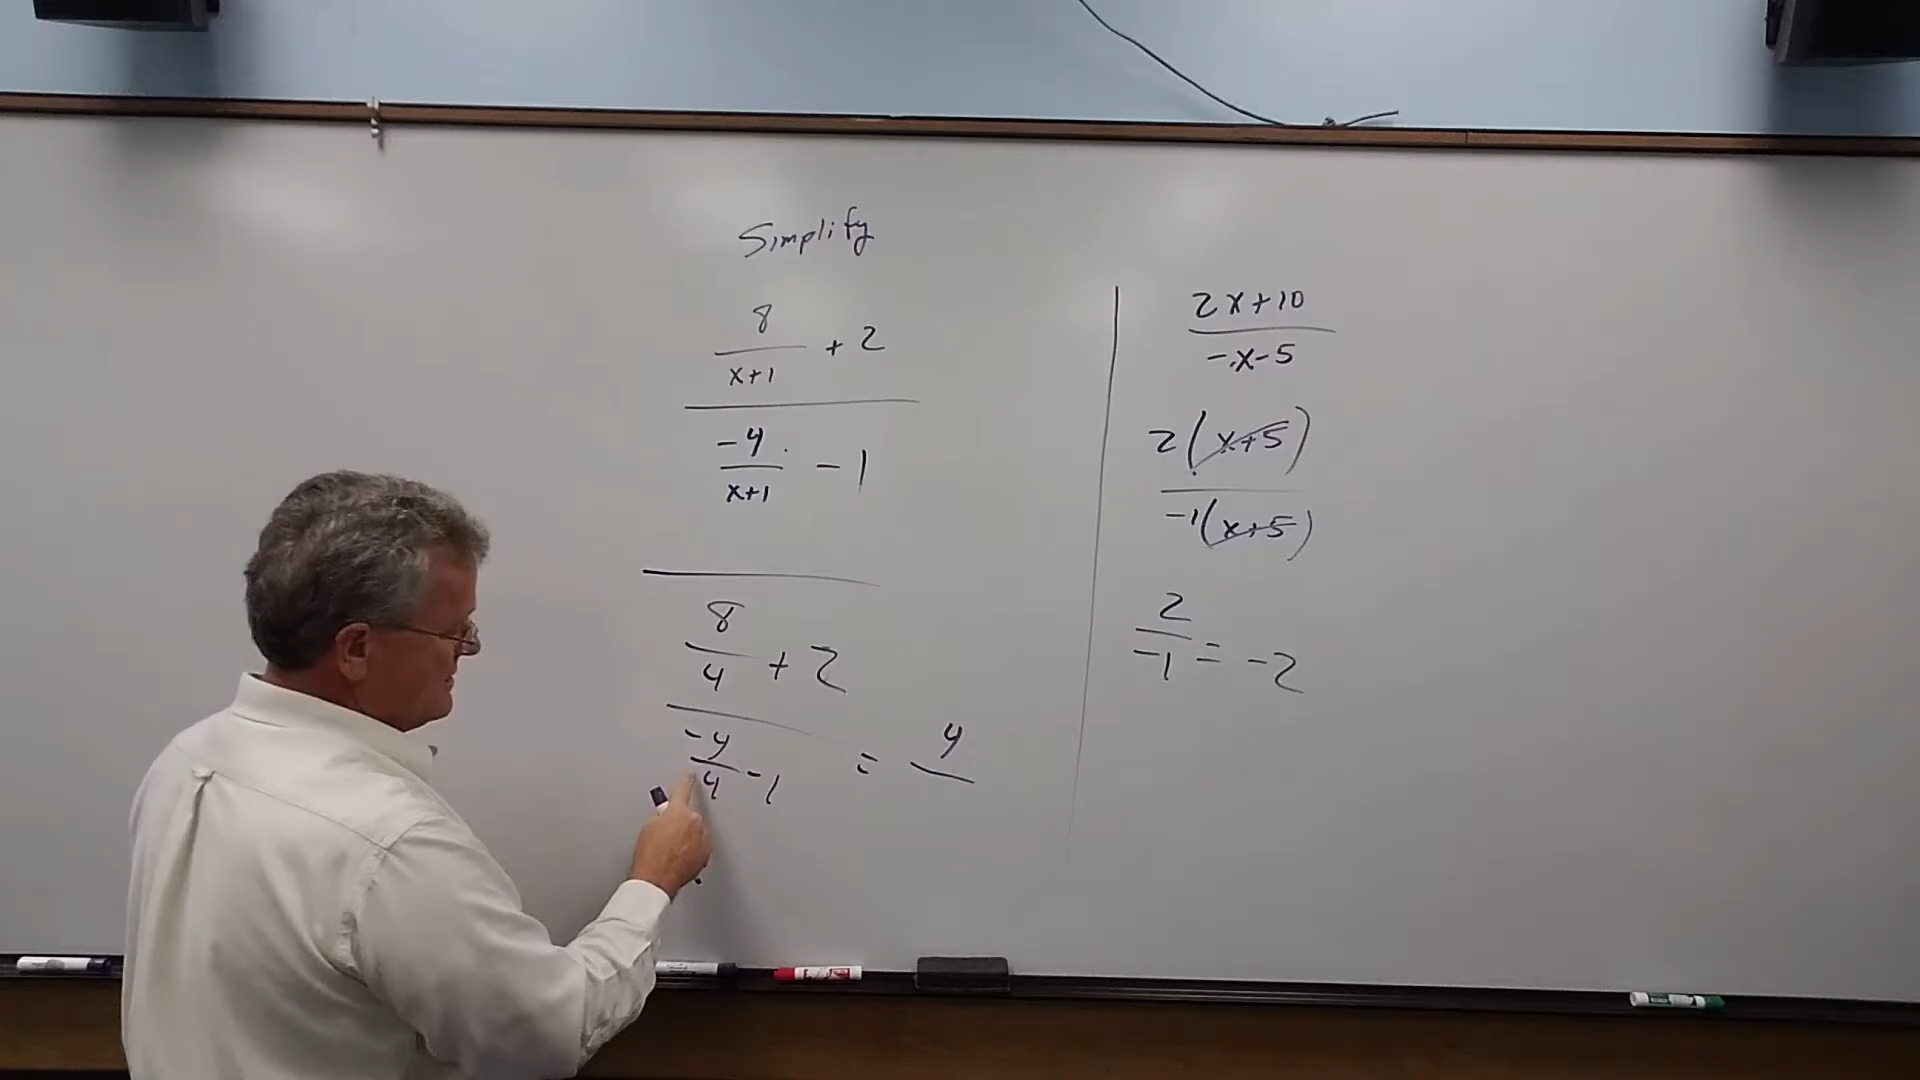 Simplify
8
x+1
+ 2
-4
x+1
- 1
8
4
+ 2
-4
4
- 1
=
4
2x+10
-x-5
2(x+5)
-1(x+5)
2
-1
= -2